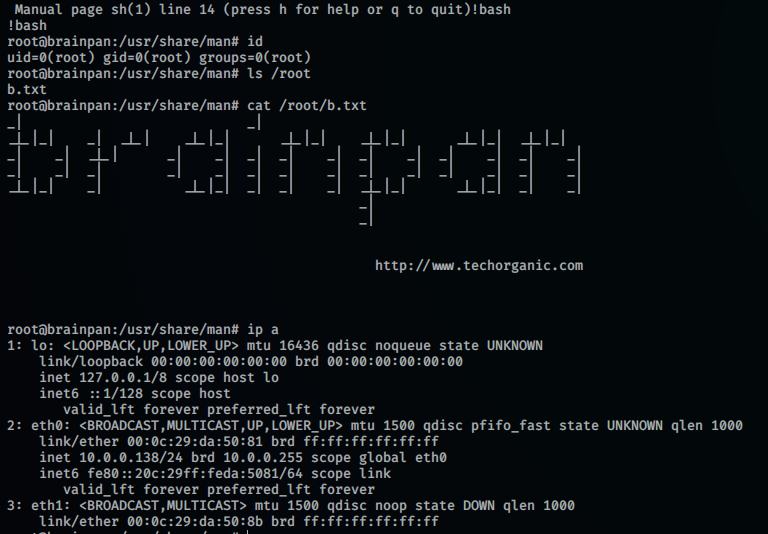 Manual page sh(1) line 14 (press h for help or q to quit)!bash
!bash
root@brainpan:/usr/share/man# id
uid=0(root) gid=0(root) groups=0(root)
root@brainpan:/usr/share/man# ls /root
b.txt
root@brainpan:/usr/share/man# cat /root/b.txt
brainpan
http://www.techorganic.com
root@brainpan:/usr/share/man# ip a
1: lo: <LOOPBACK,UP,LOWER_UP> mtu 16436 qdisc noqueue state UNKNOWN
link/loopback 00:00:00:00:00:00 brd 00:00:00:00:00:00
inet 127.0.0.1/8 scope host lo
inet6 ::1/128 scope host
valid_lft forever preferred_lft forever
2: eth0: <BROADCAST,MULTICAST,UP,LOWER_UP> mtu 1500 qdisc pfifo_fast state UNKNOWN qlen 1000
link/ether 00:0c:29:da:50:81 brd ff:ff:ff:ff:ff:ff
inet 10.0.0.138/24 brd 10.0.0.255 scope global eth0
inet6 fe80::20c:29ff:feda:5081/64 scope link
valid_lft forever preferred_lft forever
3: eth1: <BROADCAST,MULTICAST> mtu 1500 qdisc noop state DOWN qlen 1000
link/ether 00:0c:29:da:50:8b brd ff:ff:ff:ff:ff:ff